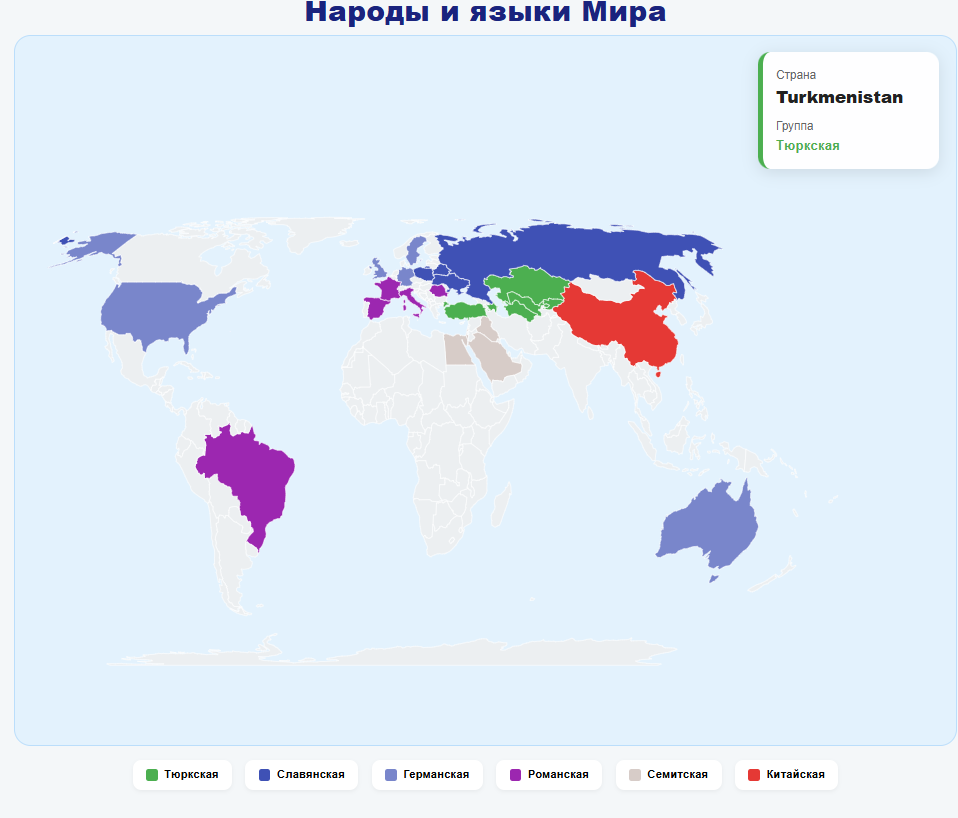 Народы и языки Мира
Страна
Turkmenistan
Группа
Тюркская
Тюркская
Славянская
Германская
Романская
Семитская
Китайская